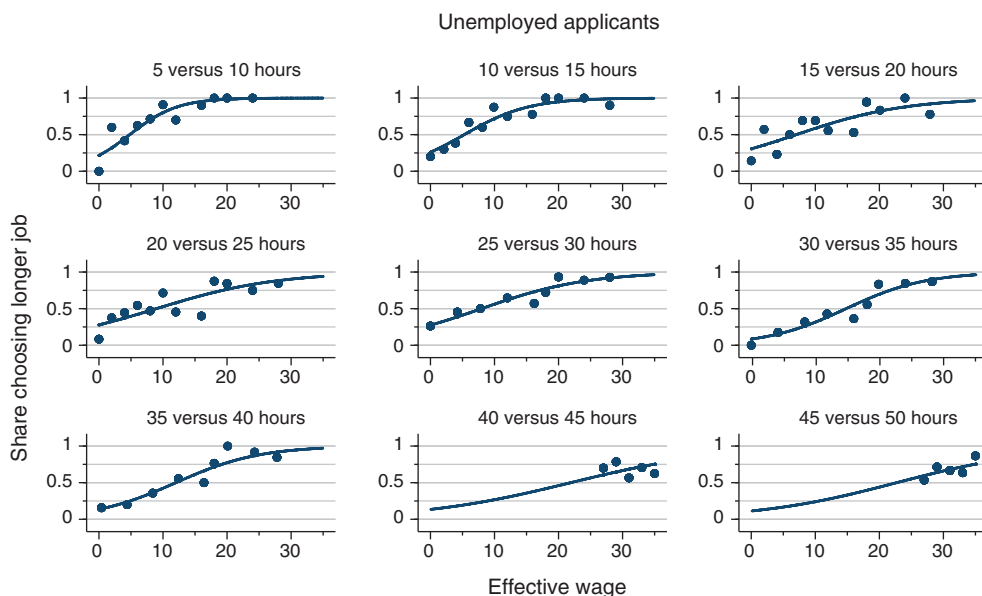 Unemployed applicants
5 versus 10 hours
10 versus 15 hours
15 versus 20 hours
1
0.5
0
0 10 20 30
1
0.5
0
0 10 20 30
1
0.5
0
0 10 20 30
20 versus 25 hours
25 versus 30 hours
30 versus 35 hours
1
0.5
0
0 10 20 30
1
0.5
0
0 10 20 30
1
0.5
0
0 10 20 30
35 versus 40 hours
40 versus 45 hours
45 versus 50 hours
1
0.5
0
0 10 20 30
1
0.5
0
0 10 20 30
1
0.5
0
0 10 20 30
Share choosing longer job
Effective wage